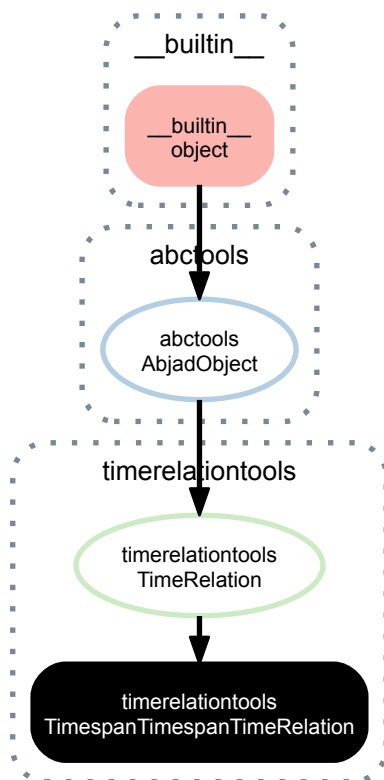 __builtin__
__builtin__
object
abctools
abctools
AbjadObject
timerelationtools
timerelationtools
TimeRelation
timerelationtools
TimespanTimespanTimeRelation